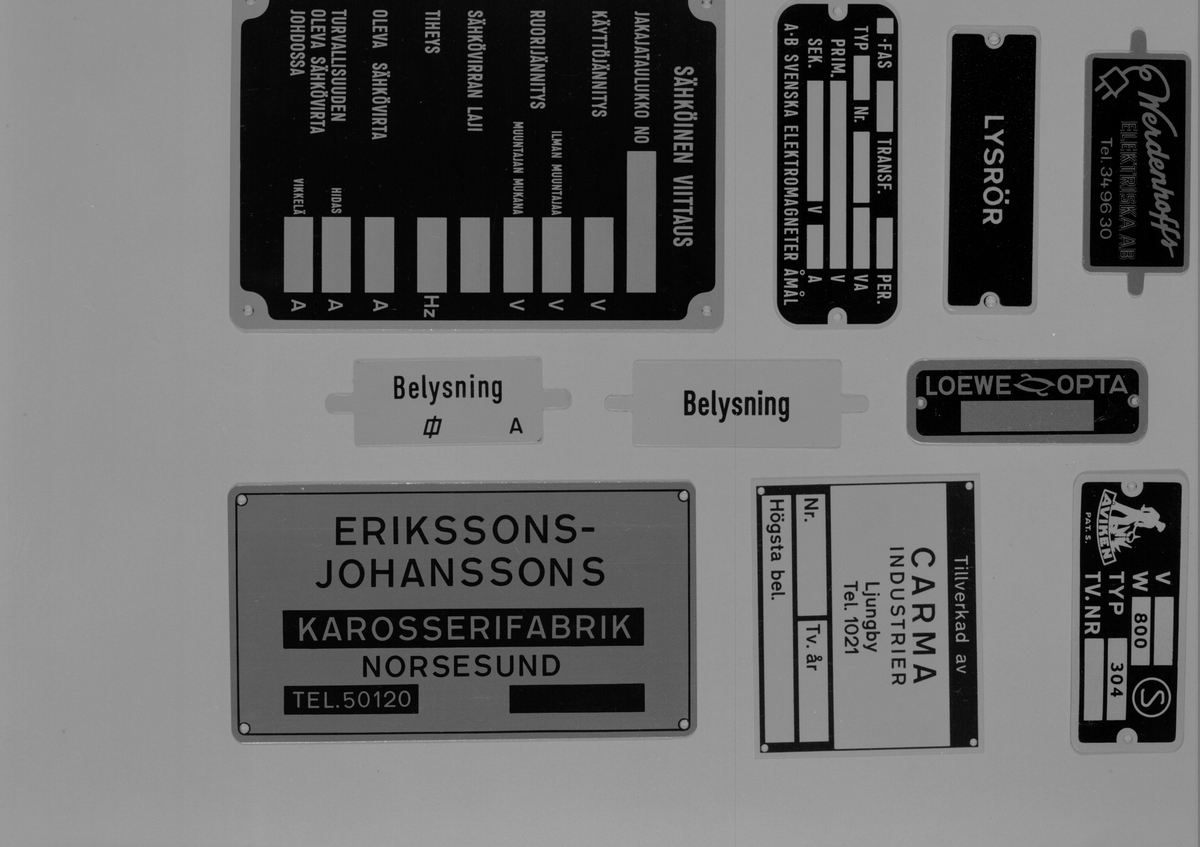 SÄHKÖINEN VIITTAUS
JAKAJATAULUKKO NO
KÄYTTÖJÄNNITYS V
RUORIJÄNNITYS
ILMAN MUUNTAJAA V
MUUNTAJAN MUKANA V
SÄHKÖVIRRAN LAJI
TIHEYS Hz
OLEVA SÄHKÖVIRTA A
TURVALLISUUDEN
OLEVA SÄHKÖVIRTA
JOHDOSSA
HIDAS A
VIKKELÄ A
·FAS TRANSF. PER.
TYP Nr. VA
PRIM. V
SEK. V A
A·B SVENSKA ELEKTROMAGNETER ÅMÅL
LYSRÖR
Werdenhoffs
ELEKTRISKA AB
Tel. 34 96 30
Belysning
A
Belysning
LOEWE OPTA
ERIKSSONS-
JOHANSSONS
KAROSSERIFABRIK
NORSESUND
TEL. 50120
Tillverkad av
CARMA
INDUSTRIER
Ljungby
Tel. 1021
Nr. Tv. år
Högsta bel.
AVIKEN
PAT. S.
V
W 800 S
TYP 304
TV. NR